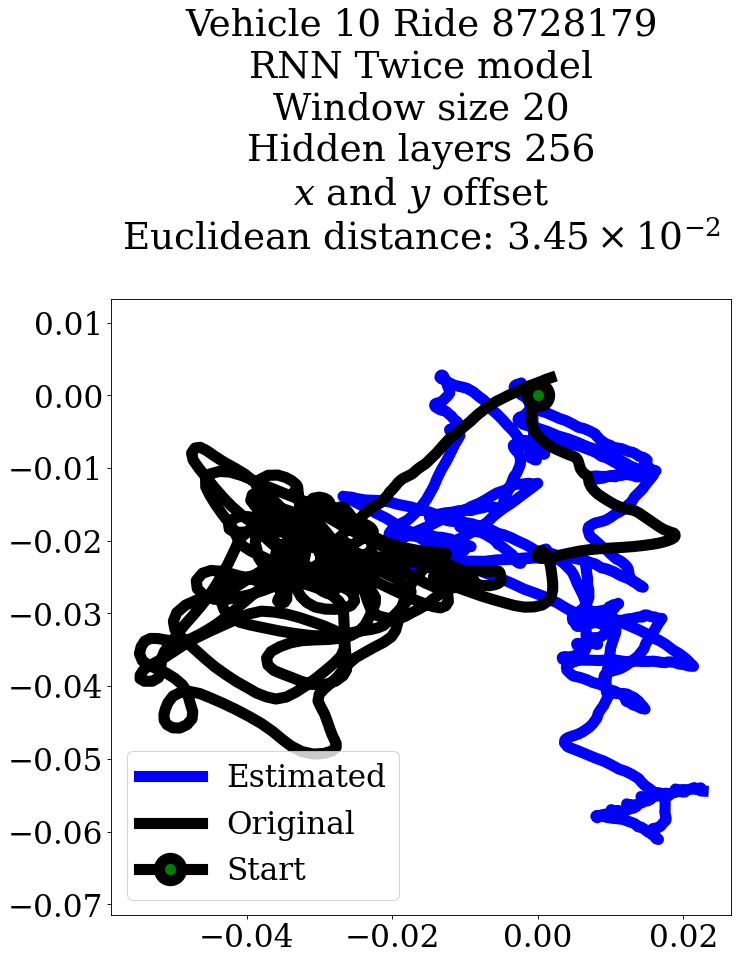 Vehicle 10 Ride 8728179
RNN Twice model
Window size 20
Hidden layers 256
x and y offset
Euclidean distance: 3.45 × 10⁻²
0.01
0.00
−0.01
−0.02
−0.03
−0.04
−0.05
−0.06
−0.07
Estimated
Original
Start
−0.04 −0.02 0.00 0.02